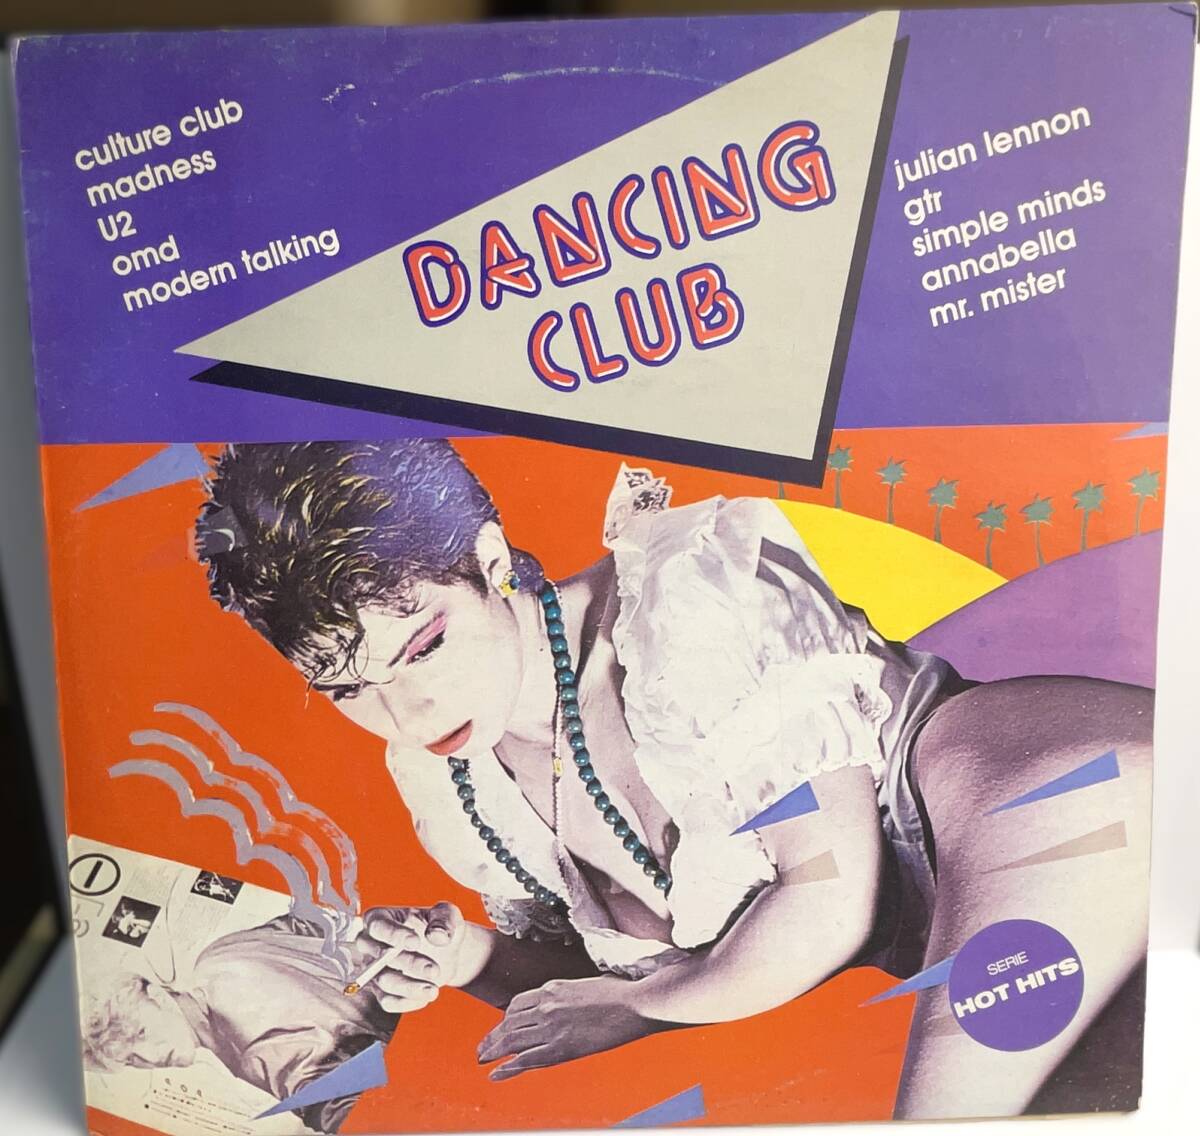 culture club
madness
U2
omd
modern talking
DANCING
CLUB
julian lennon
gtr
simple minds
annabella
mr. mister
SERIE
HOT HITS